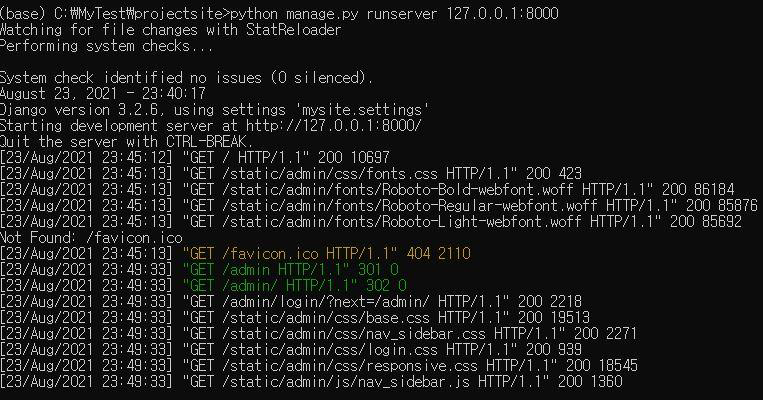 (base) C:₩MyTest₩projectsite>python manage.py runserver 127.0.0.1:8000
Watching for file changes with StatReloader
Performing system checks...
System check identified no issues (0 silenced).
August 23, 2021 - 23:40:17
Django version 3.2.6, using settings 'mysite.settings'
Starting development server at http://127.0.0.1:8000/
Quit the server with CTRL-BREAK.
[23/Aug/2021 23:45:12] "GET / HTTP/1.1" 200 10697
[23/Aug/2021 23:45:13] "GET /static/admin/css/fonts.css HTTP/1.1" 200 423
[23/Aug/2021 23:45:13] "GET /static/admin/fonts/Roboto-Bold-webfont.woff HTTP/1.1" 200 86184
[23/Aug/2021 23:45:13] "GET /static/admin/fonts/Roboto-Regular-webfont.woff HTTP/1.1" 200 85876
[23/Aug/2021 23:45:13] "GET /static/admin/fonts/Roboto-Light-webfont.woff HTTP/1.1" 200 85692
Not Found: /favicon.ico
[23/Aug/2021 23:45:13] "GET /favicon.ico HTTP/1.1" 404 2110
[23/Aug/2021 23:49:33] "GET /admin HTTP/1.1" 301 0
[23/Aug/2021 23:49:33] "GET /admin/ HTTP/1.1" 302 0
[23/Aug/2021 23:49:33] "GET /admin/login/?next=/admin/ HTTP/1.1" 200 2218
[23/Aug/2021 23:49:33] "GET /static/admin/css/base.css HTTP/1.1" 200 19513
[23/Aug/2021 23:49:33] "GET /static/admin/css/nav_sidebar.css HTTP/1.1" 200 2271
[23/Aug/2021 23:49:33] "GET /static/admin/css/login.css HTTP/1.1" 200 939
[23/Aug/2021 23:49:33] "GET /static/admin/css/responsive.css HTTP/1.1" 200 18545
[23/Aug/2021 23:49:33] "GET /static/admin/js/nav_sidebar.js HTTP/1.1" 200 1360